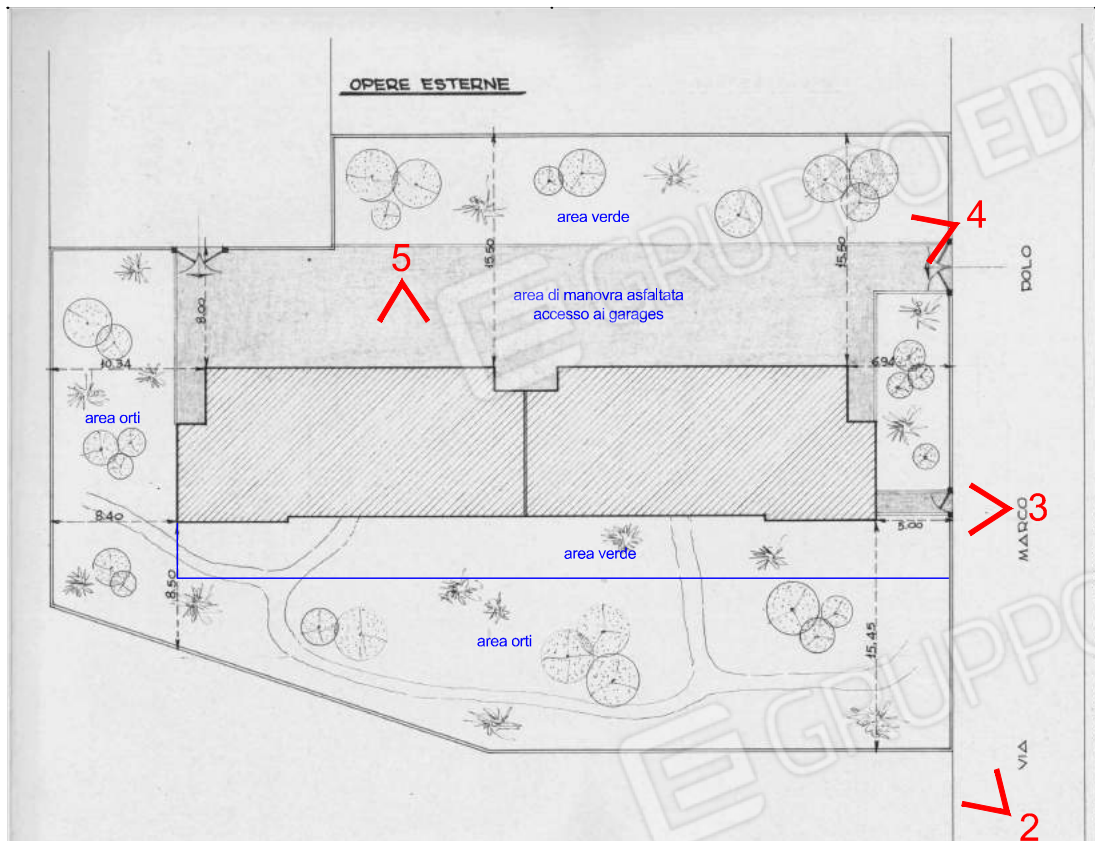 OPERE ESTERNE
GRUPPO EDI
area verde
4
POLO
5
15.50
15.50
area di manovra asfaltata
accesso ai garages
8.00
10.34
6.94
area orti
8.40
3
MARCO
5.00
area verde
8.50
area orti
15.45
GRUPPO
VIA
2